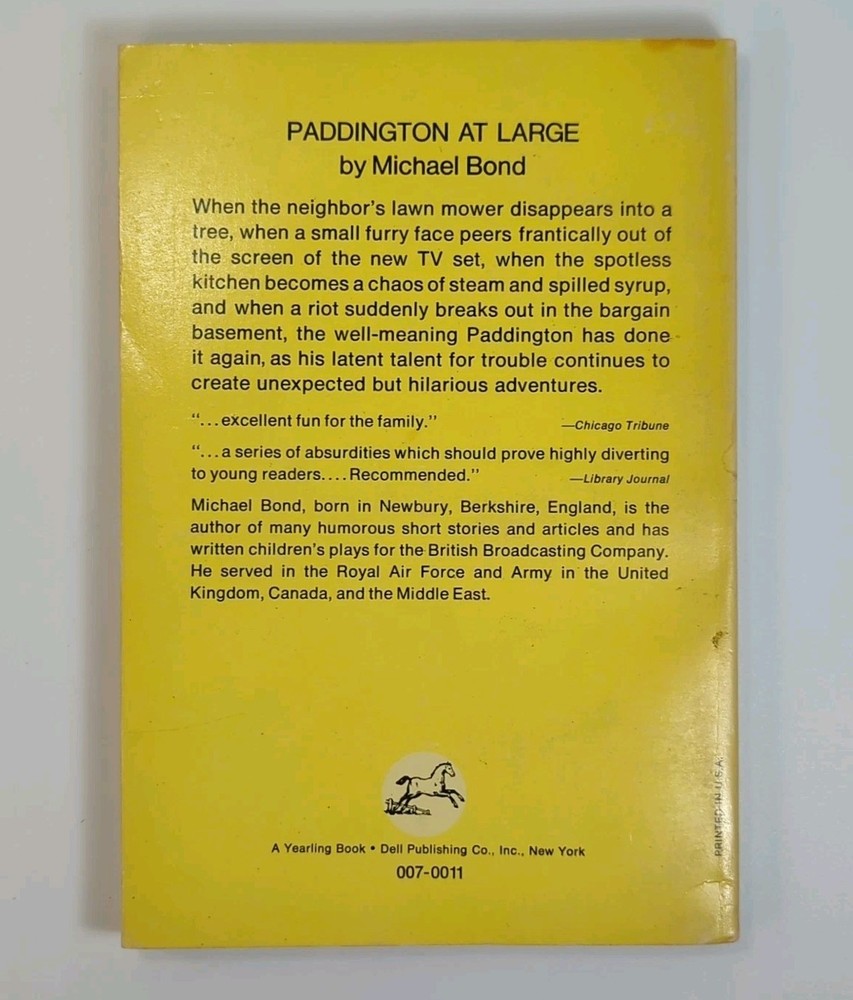 PADDINGTON AT LARGE
by Michael Bond
When the neighbor's lawn mower disappears into a
tree, when a small furry face peers frantically out of
the screen of the new TV set, when the spotless
kitchen becomes a chaos of steam and spilled syrup,
and when a riot suddenly breaks out in the bargain
basement, the well-meaning Paddington has done
it again, as his latent talent for trouble continues to
create unexpected but hilarious adventures.
"...excellent fun for the family." —Chicago Tribune
"...a series of absurdities which should prove highly diverting
to young readers.... Recommended." —Library Journal
Michael Bond, born in Newbury, Berkshire, England, is the
author of many humorous short stories and articles and has
written children's plays for the British Broadcasting Company.
He served in the Royal Air Force and Army in the United
Kingdom, Canada, and the Middle East.
A Yearling Book • Dell Publishing Co., Inc., New York
007-0011
PRINTED IN U.S.A.